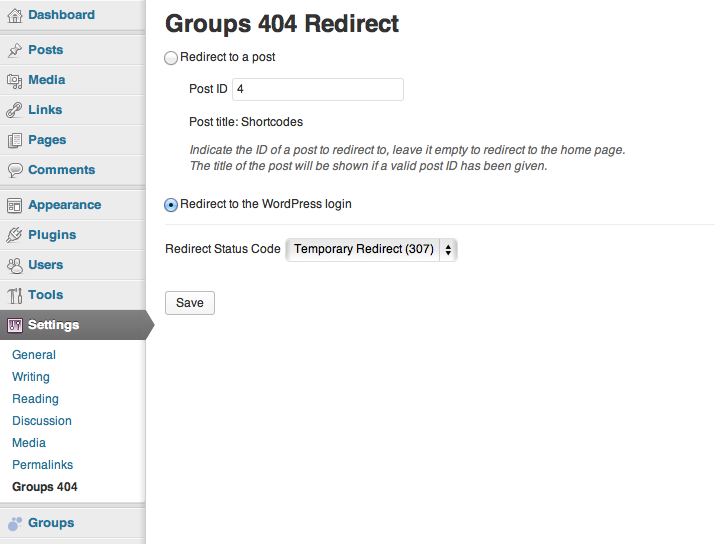 Dashboard
Posts
Media
Links
Pages
Comments
Appearance
Plugins
Users
Tools
Settings
General
Writing
Reading
Discussion
Media
Permalinks
Groups 404
Groups
Groups 404 Redirect
Redirect to a post
Post ID 4
Post title: Shortcodes
Indicate the ID of a post to redirect to, leave it empty to redirect to the home page.
The title of the post will be shown if a valid post ID has been given.
Redirect to the WordPress login
Redirect Status Code Temporary Redirect (307)
Save